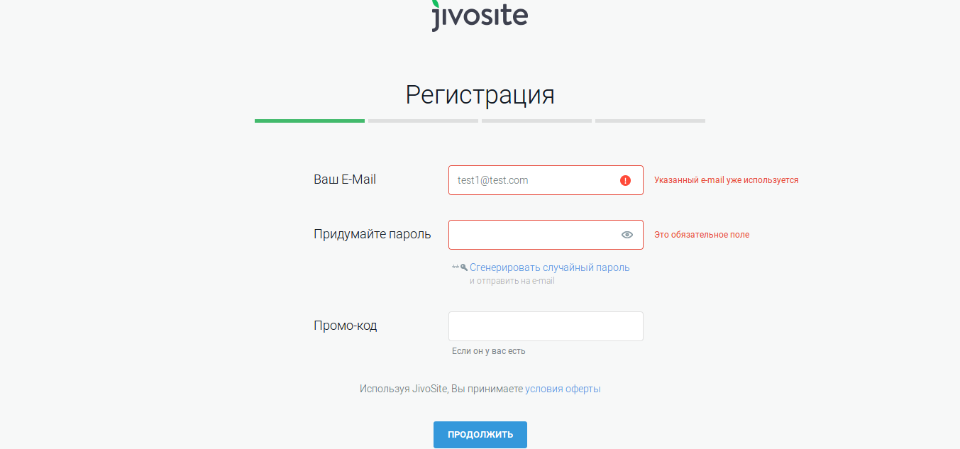 jivosite
Регистрация
Ваш E-Mail
test1@test.com
Указанный e-mail уже используется
Придумайте пароль
Это обязательное поле
Сгенерировать случайный пароль
и отправить на e-mail
Промо-код
Если он у вас есть
Используя JivoSite, Вы принимаете условия оферты
ПРОДОЛЖИТЬ